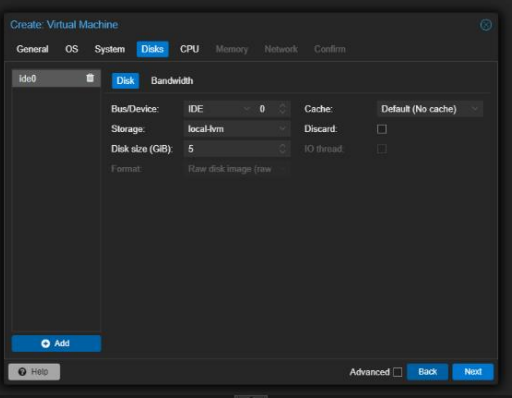 Create: Virtual Machine
General OS System Disks CPU Memory Network Confirm
ide0 Disk Bandwidth
Bus/Device: IDE 0 Cache: Default (No cache)
Storage: local-lvm Discard:
Disk size (GiB): 5 IO thread:
Format: Raw disk image (raw
Add
Help Advanced Back Next